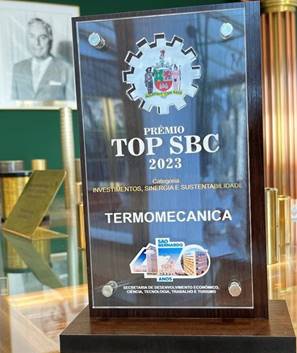 PRÊMIO
TOP SBC
2023
Categoria
INVESTIMENTOS, SINERGIA E SUSTENTABILIDADE
TERMOMECANICA
SÃO
BERNARDO
470
ANOS
SECRETARIA DE DESENVOLVIMENTO ECONÔMICO,
CIÊNCIA, TECNOLOGIA, TRABALHO E TURISMO